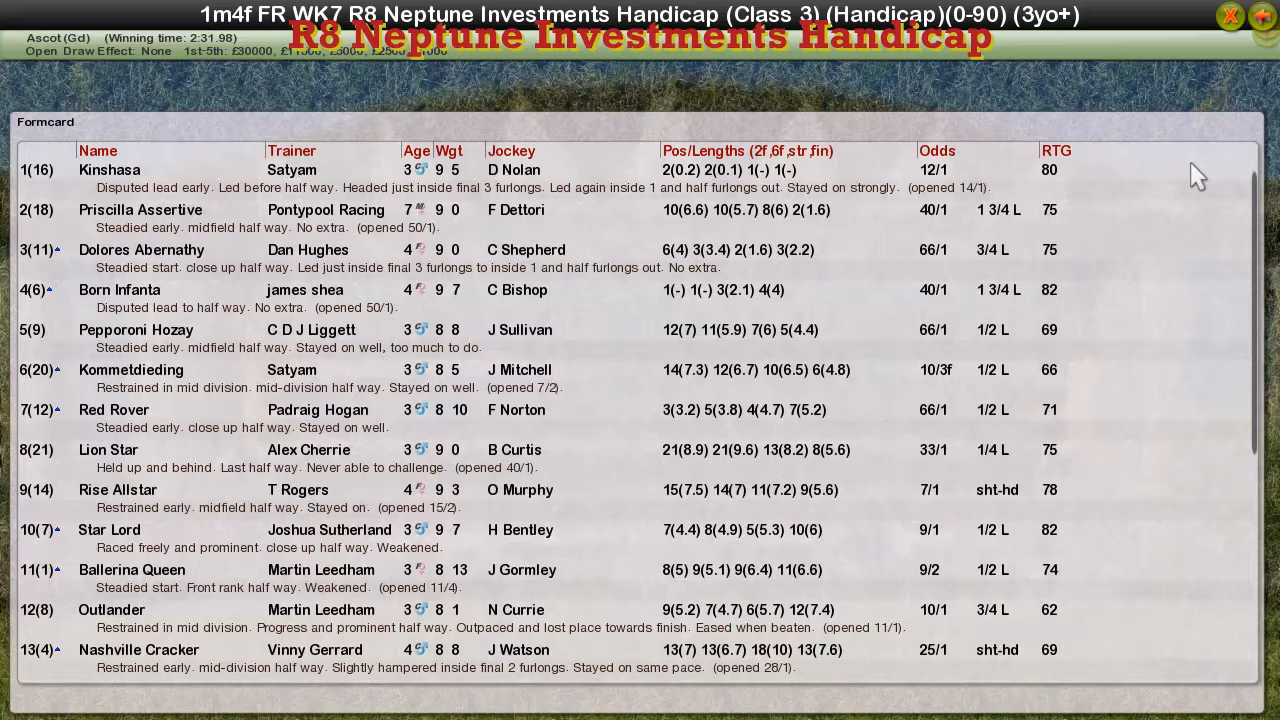 1m4f FR WK7 R8 Neptune Investments Handicap (Class 3) (Handicap)(0-90) (3yo+)
R8 Neptune Investments Handicap
Ascot(Gd) (Winning time: 2:31.98)
Open Draw Effect: None 1st-5th: £30000,
Formcard
Name Trainer Age Wgt Jockey Pos/Lengths (2f,6f,str,fin) Odds RTG
1(16) Kinshasa Satyam 3 9 5 D Nolan 2(0.2) 2(0.1) 1(-) 1(-) 12/1 80
Disputed lead early. Led before half way. Headed just inside final 3 furlongs. Led again inside 1 and half furlongs out. Stayed on strongly. (opened 14/1).
2(18) Priscilla Assertive Pontypool Racing 7 9 0 F Dettori 10(6.6) 10(5.7) 8(6) 2(1.6) 40/1 1 3/4 L 75
Steadied early. midfield half way. No extra. (opened 50/1).
3(11) Dolores Abernathy Dan Hughes 4 9 0 C Shepherd 6(4) 3(3.4) 2(1.6) 3(2.2) 66/1 3/4 L 75
Steadied start. close up half way. Led just inside final 3 furlongs to inside 1 and half furlongs out. No extra.
4(6) Born Infanta james shea 4 9 7 C Bishop 1(-) 1(-) 3(2.1) 4(4) 40/1 1 3/4 L 82
Disputed lead to half way. No extra. (opened 50/1).
5(9) Pepporoni Hozay C D J Liggett 3 8 8 J Sullivan 12(7) 11(5.9) 7(6) 5(4.4) 66/1 1/2 L 69
Steadied early. midfield half way. Stayed on well, too much to do.
6(20) Kommetdieding Satyam 3 8 5 J Mitchell 14(7.3) 12(6.7) 10(6.5) 6(4.8) 10/3f 1/2 L 66
Restrained in mid division. mid-division half way. Stayed on well. (opened 7/2).
7(12) Red Rover Padraig Hogan 3 8 10 F Norton 3(3.2) 5(3.8) 4(4.7) 7(5.2) 66/1 1/2 L 71
Steadied early. close up half way. Stayed on well.
8(21) Lion Star Alex Cherrie 3 9 0 B Curtis 21(8.9) 21(9.6) 13(8.2) 8(5.6) 33/1 1/4 L 75
Held up and behind. Last half way. Never able to challenge. (opened 40/1).
9(14) Rise Allstar T Rogers 4 9 3 O Murphy 15(7.5) 14(7) 11(7.2) 9(5.6) 7/1 sht-hd 78
Restrained early. midfield half way. Stayed on. (opened 15/2).
10(7) Star Lord Joshua Sutherland 3 9 7 H Bentley 7(4.4) 8(4.9) 5(5.3) 10(6) 9/1 1/2 L 82
Raced freely and prominent. close up half way. Weakened.
11(1) Ballerina Queen Martin Leedham 3 8 13 J Gormley 8(5) 9(5.1) 9(6.4) 11(6.6) 9/2 1/2 L 74
Steadied start. Front rank half way. Weakened. (opened 11/4).
12(8) Outlander Martin Leedham 3 8 1 N Currie 9(5.2) 7(4.7) 6(5.7) 12(7.4) 10/1 3/4 L 62
Restrained in mid division. Progress and prominent half way. Outpaced and lost place towards finish. Eased when beaten. (opened 11/1).
13(4) Nashville Cracker Vinny Gerrard 4 8 8 J Watson 13(7) 13(6.7) 18(10) 13(7.6) 25/1 sht-hd 69
Restrained early. mid-division half way. Slightly hampered inside final 2 furlongs. Stayed on same pace. (opened 28/1).